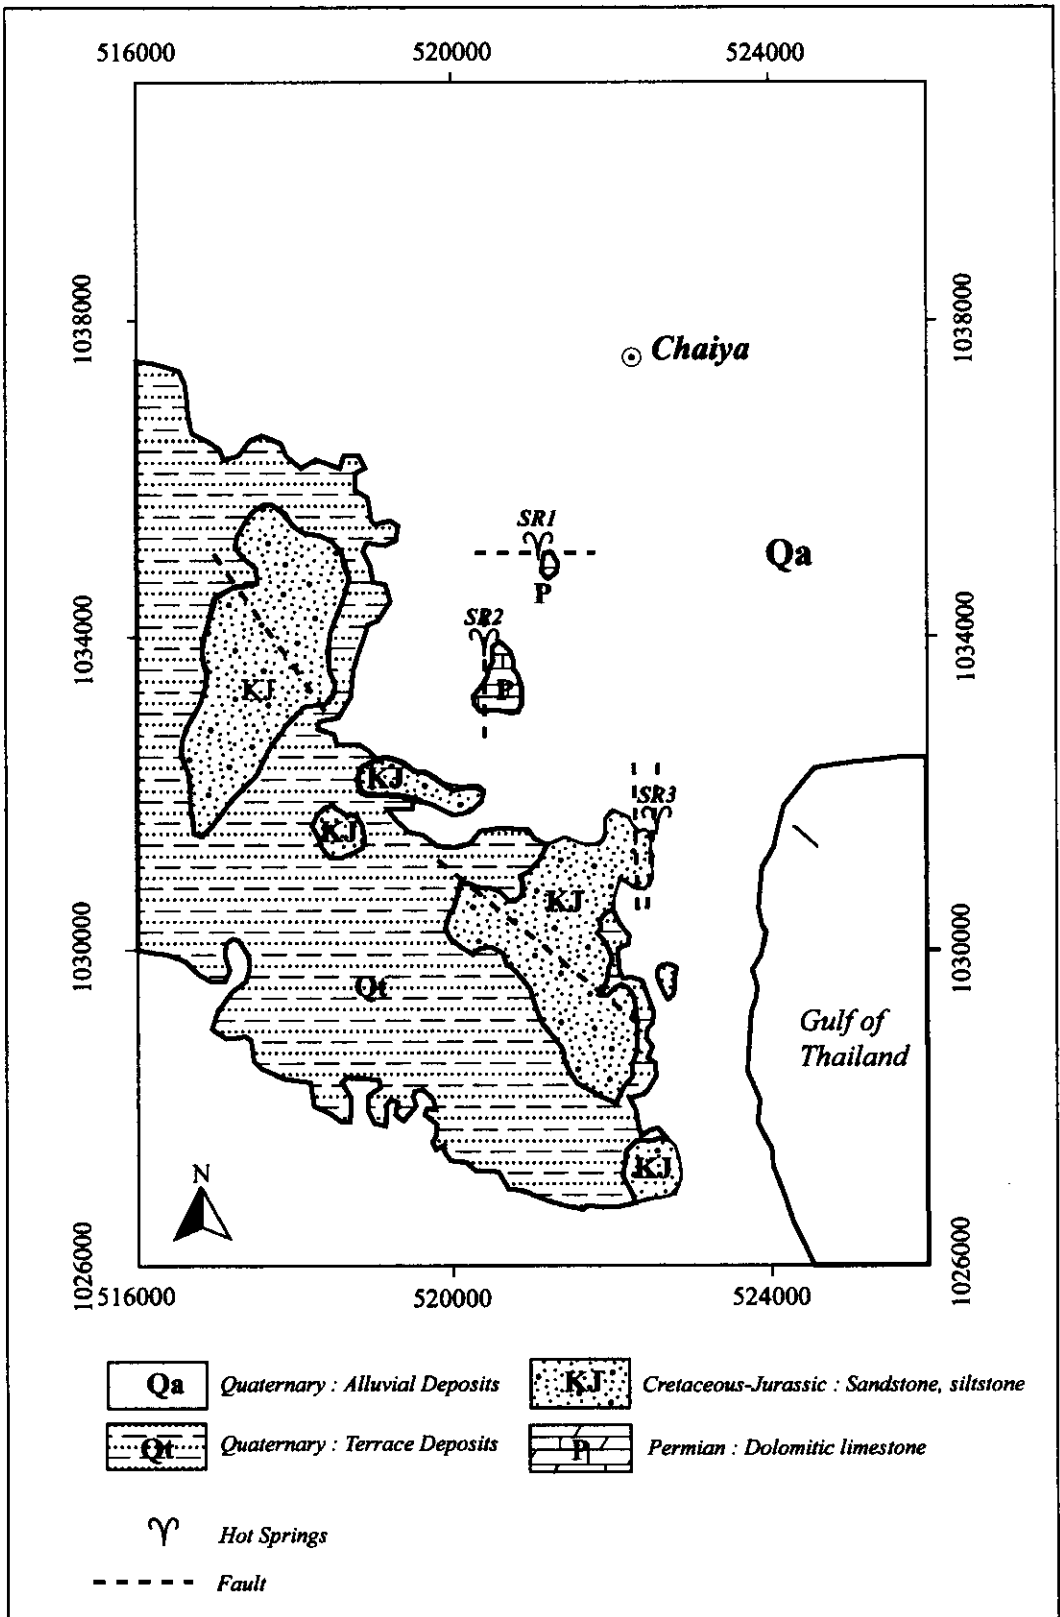 516000 520000 524000
1038000 1038000
Chaiya
SR1
Qa
P
SR2
1034000 1034000
KJ
P
KJ
SR3
KJ
KJ
1030000 1030000
Qt
Gulf of
Thailand
KJ
N
1026000 1026000
516000 520000 524000
Qa Quaternary : Alluvial Deposits
KJ Cretaceous-Jurassic : Sandstone, siltstone
Qt Quaternary : Terrace Deposits
P Permian : Dolomitic limestone
Hot Springs
Fault